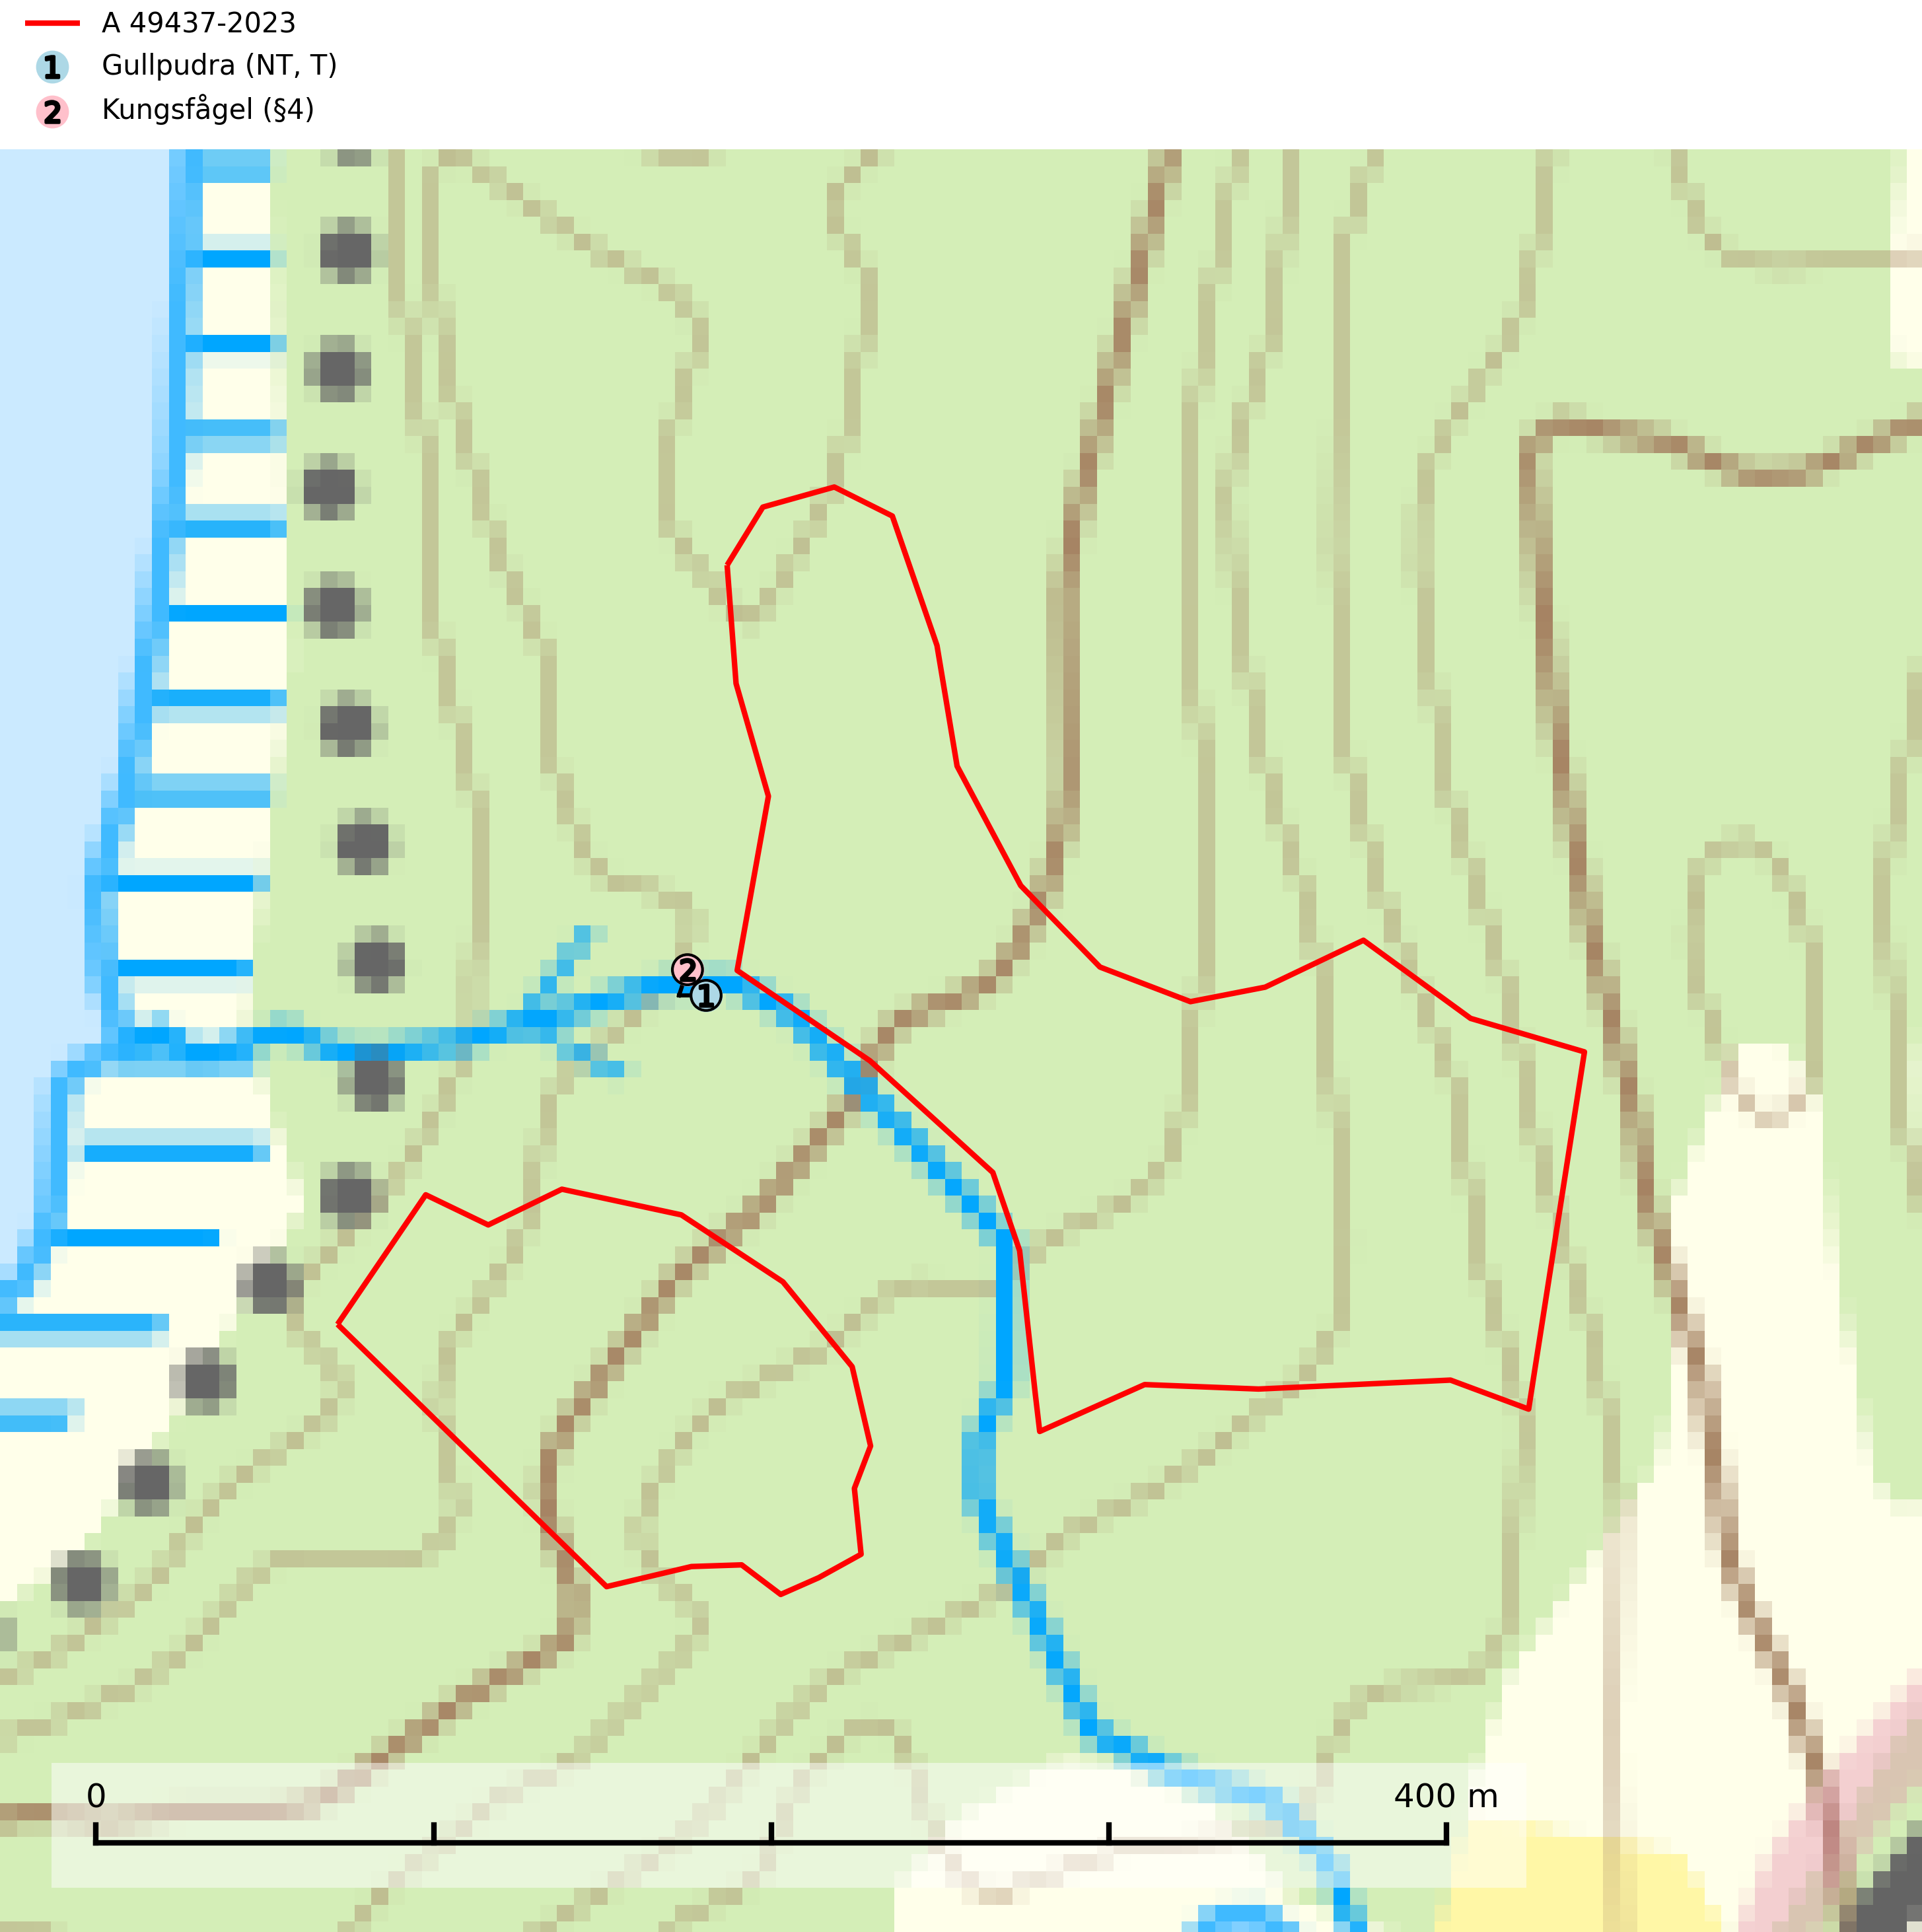 A 49437-2023
1 Gullpudra (NT, T)
2 Kungsfågel (§4)
2
1
0 400 m